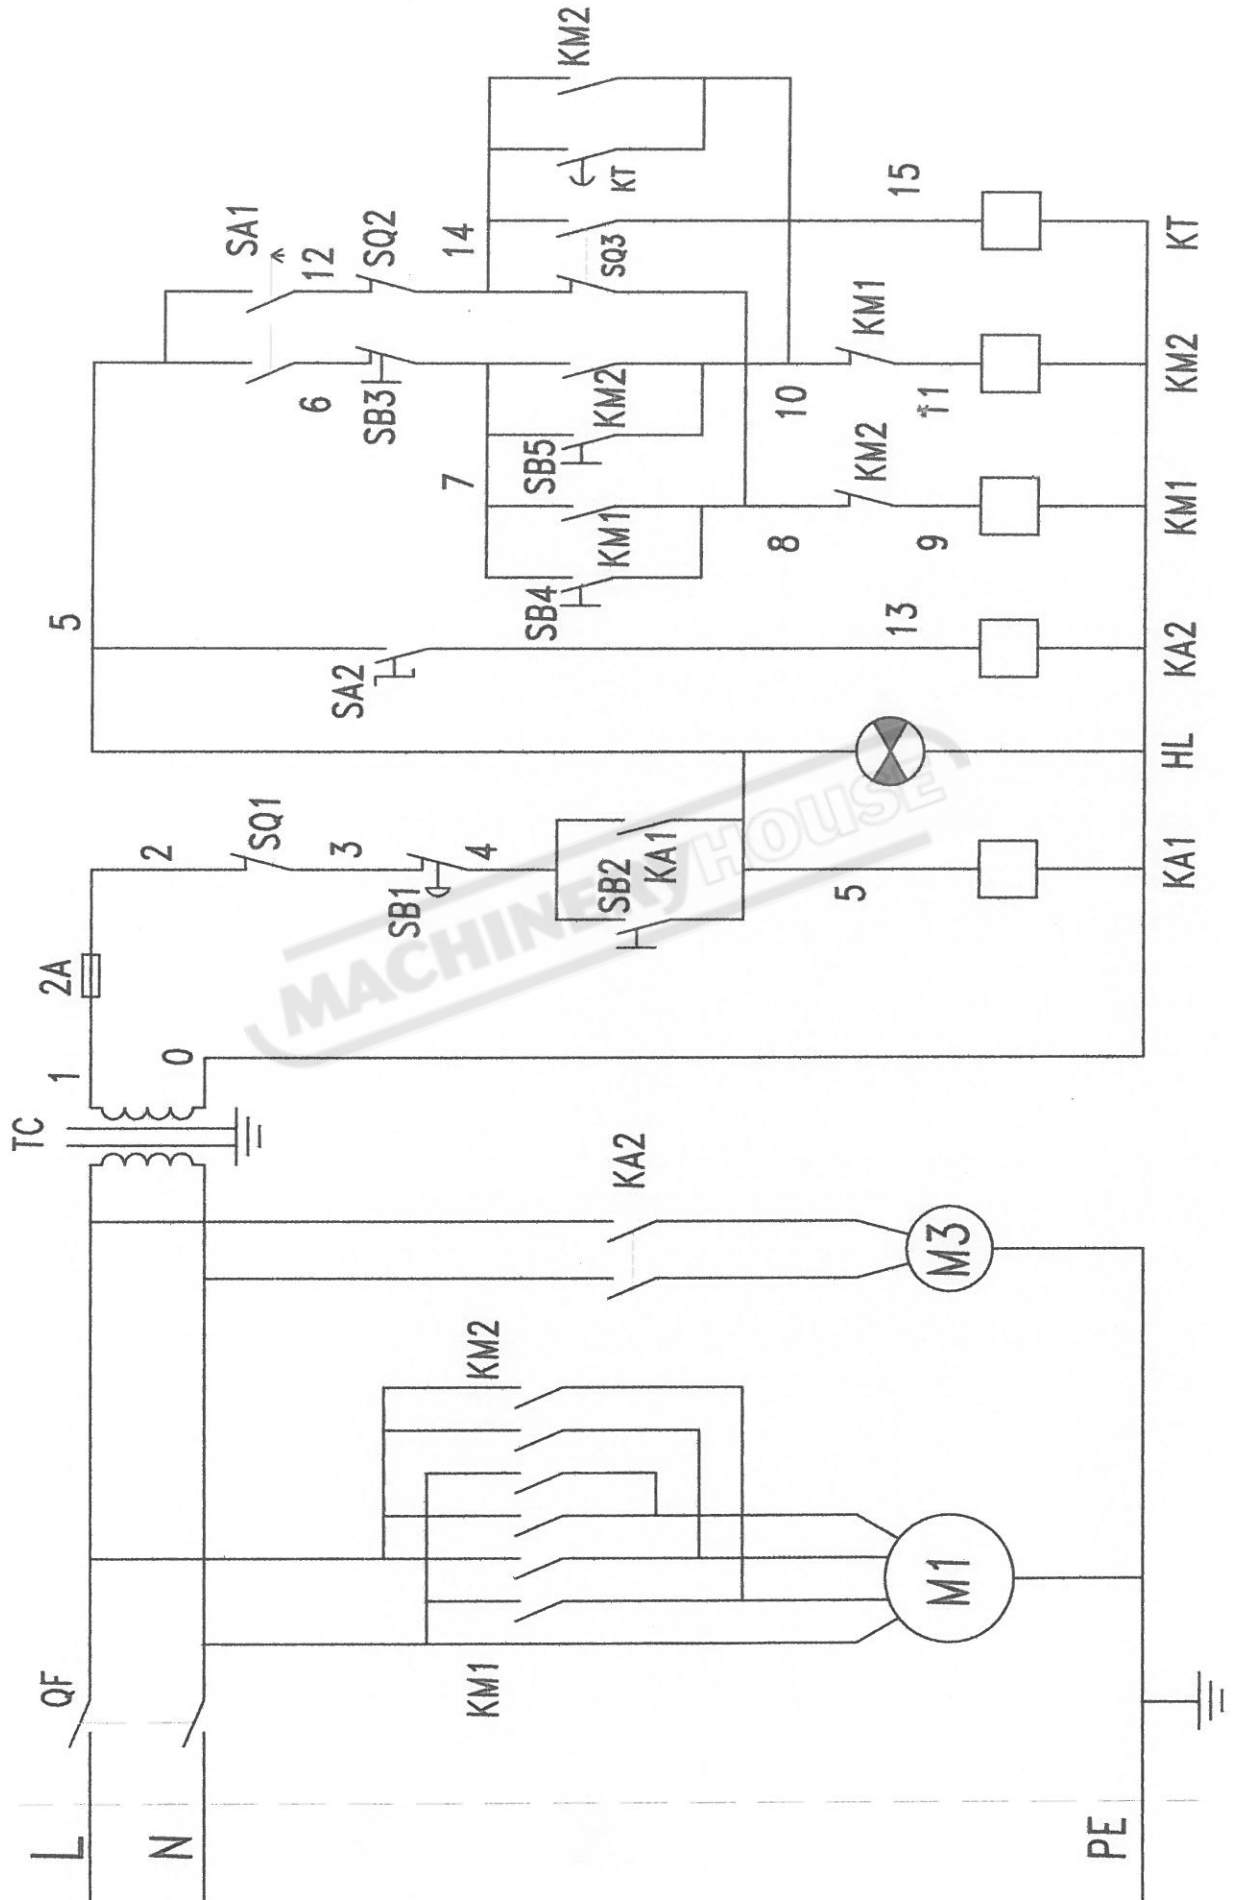 L
N
PE
QF
KM1
KM2
M1
KA2
M3
TC
1
0
2A
2
SQ1
3
SB1
4
SB2
KA1
5
KA1
HL
5
SA2
13
KA2
SA1
6
12
SB3
SQ2
7
14
SB4
KM1
SB5
KM2
SQ3
KT
KM2
8
10
KM2
KM1
9
11
15
KM1
KM2
KT
MACHINERYHOUSE